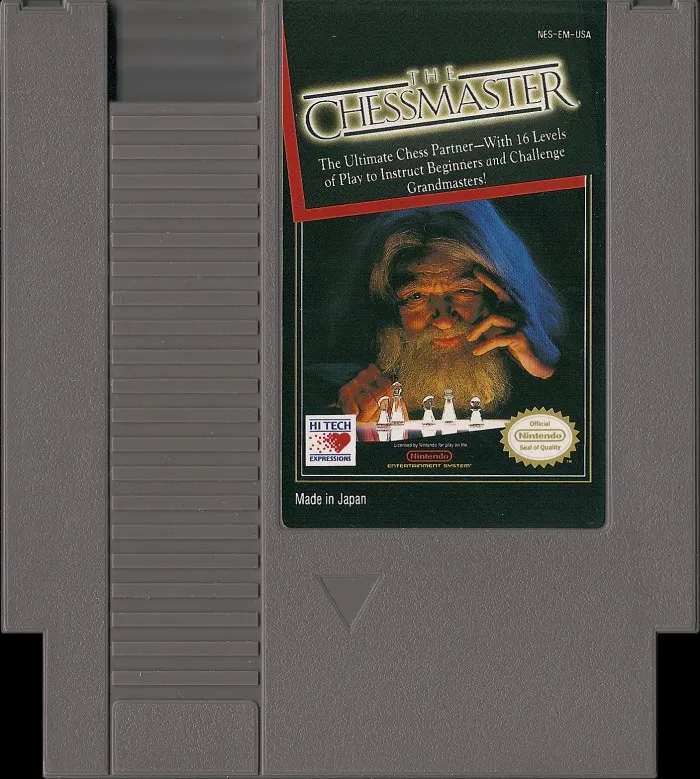 NES-EM-USA
THE
CHESSMASTER
The Ultimate Chess Partner—With 16 Levels
of Play to Instruct Beginners and Challenge
Grandmasters!
HI TECH
EXPRESSIONS
Licensed by Nintendo for play on the
Nintendo
ENTERTAINMENT SYSTEM
Official
Nintendo
Seal of Quality
TM
Made in Japan